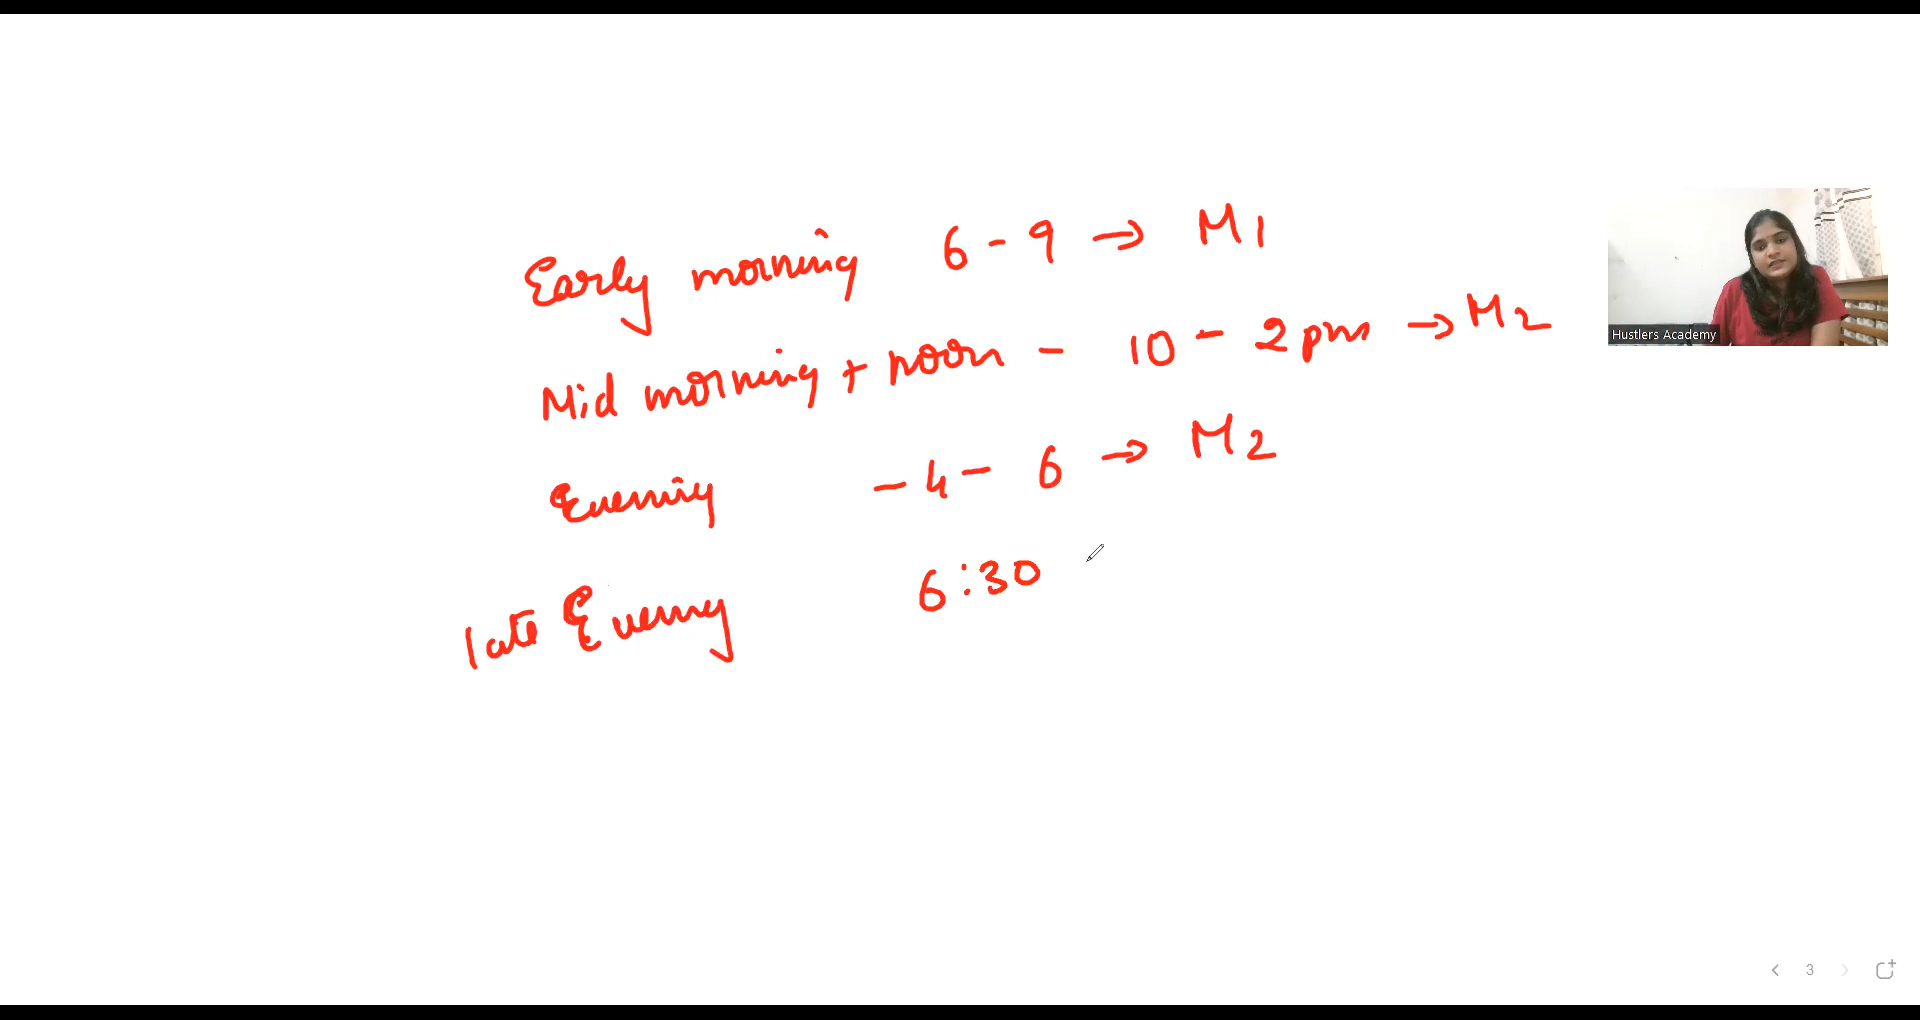 Early morning 6 - 9 → M1
Mid morning + noon - 10 - 2 pm → M2
Evening - 4 - 6 → M2
late Evening 6:30
Hustlers Academy
3